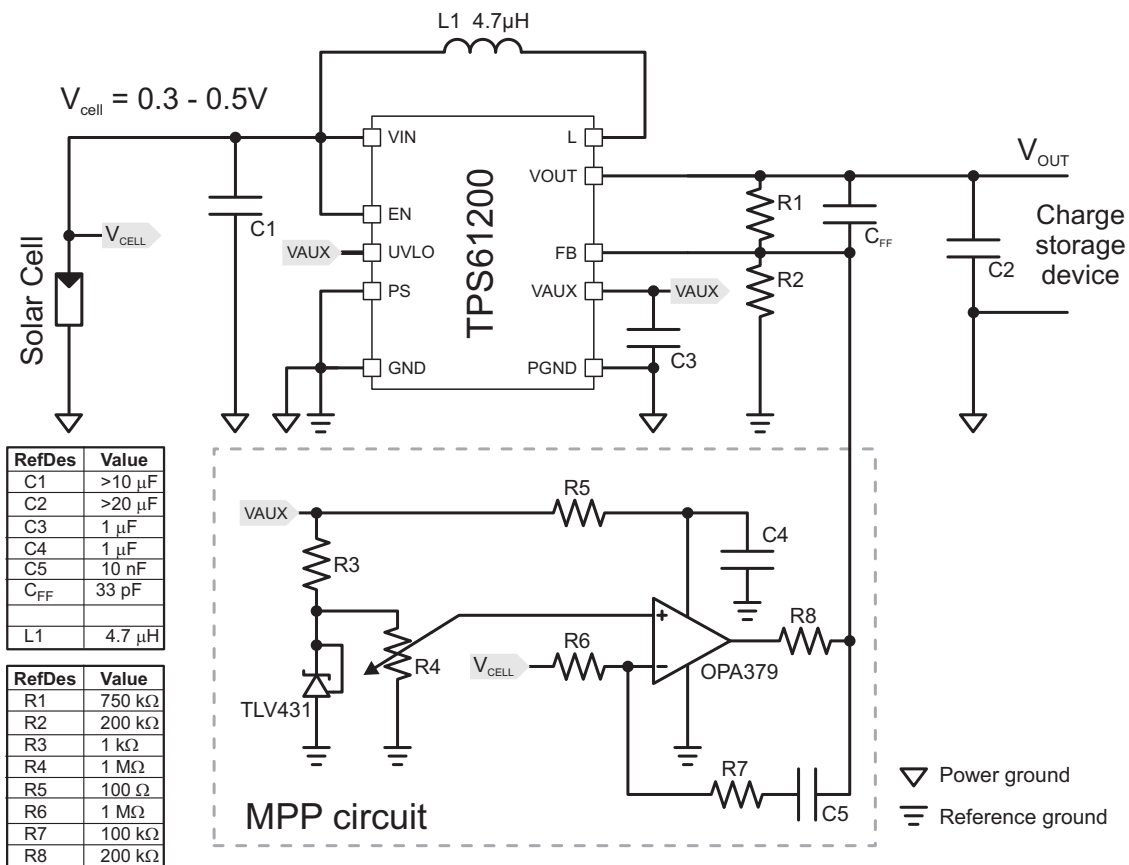 L1 4.7μH
V_cell = 0.3 - 0.5V
VIN
L
VOUT
V_OUT
EN
R1
C_FF
C1
Charge
storage
device
V_CELL
VAUX
UVLO
FB
C2
TPS61200
R2
PS
VAUX
VAUX
Solar Cell
C3
GND
PGND
RefDes Value
C1 >10 μF
C2 >20 μF
C3 1 μF
C4 1 μF
C5 10 nF
C_FF 33 pF
L1 4.7 μH
RefDes Value
R1 750 kΩ
R2 200 kΩ
R3 1 kΩ
R4 1 MΩ
R5 100 Ω
R6 1 MΩ
R7 100 kΩ
R8 200 kΩ
R5
VAUX
C4
R3
+
R8
R6
R4
V_CELL
–
OPA379
TLV431
R7
C5
MPP circuit
Power ground
Reference ground